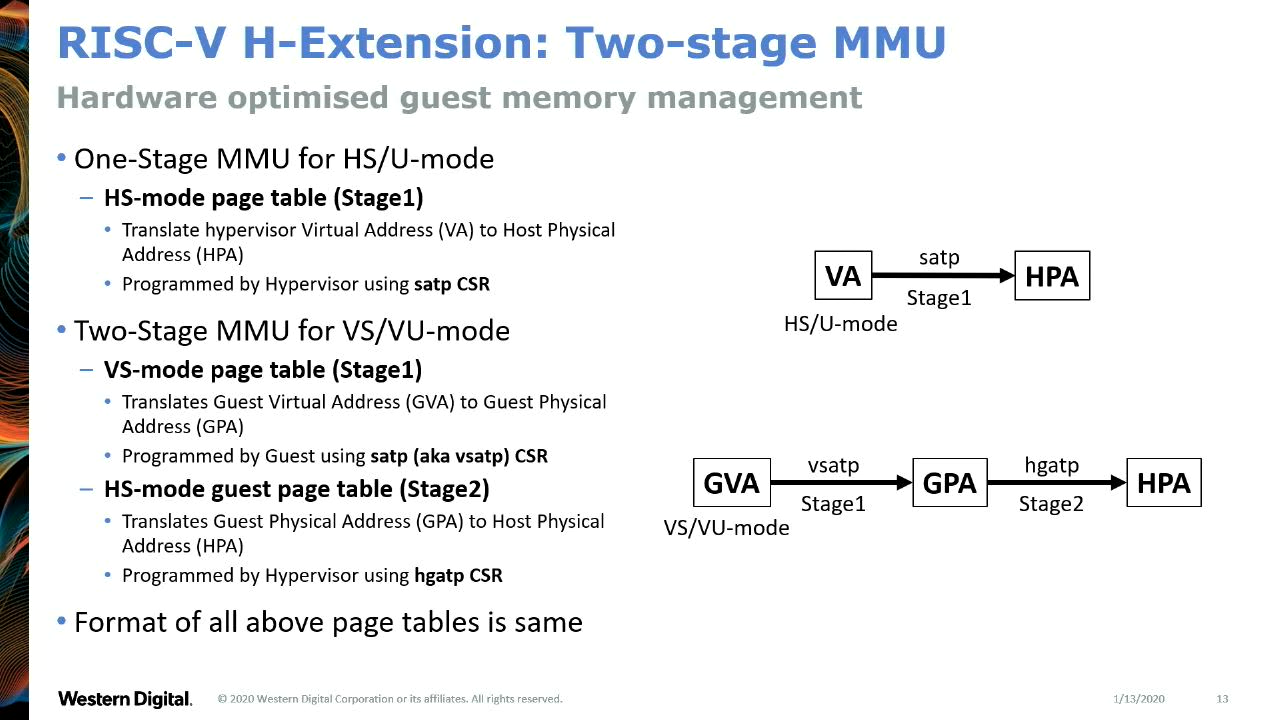 RISC-V H-Extension: Two-stage MMU
Hardware optimised guest memory management
• One-Stage MMU for HS/U-mode
– HS-mode page table (Stage1)
• Translate hypervisor Virtual Address (VA) to Host Physical
Address (HPA)
• Programmed by Hypervisor using satp CSR
• Two-Stage MMU for VS/VU-mode
– VS-mode page table (Stage1)
• Translates Guest Virtual Address (GVA) to Guest Physical
Address (GPA)
• Programmed by Guest using satp (aka vsatp) CSR
– HS-mode guest page table (Stage2)
• Translates Guest Physical Address (GPA) to Host Physical
Address (HPA)
• Programmed by Hypervisor using hgatp CSR
• Format of all above page tables is same
VA satp HPA
Stage1
HS/U-mode
GVA vsatp GPA hgatp HPA
Stage1 Stage2
VS/VU-mode
Western Digital. © 2020 Western Digital Corporation or its affiliates. All rights reserved. 1/13/2020 13